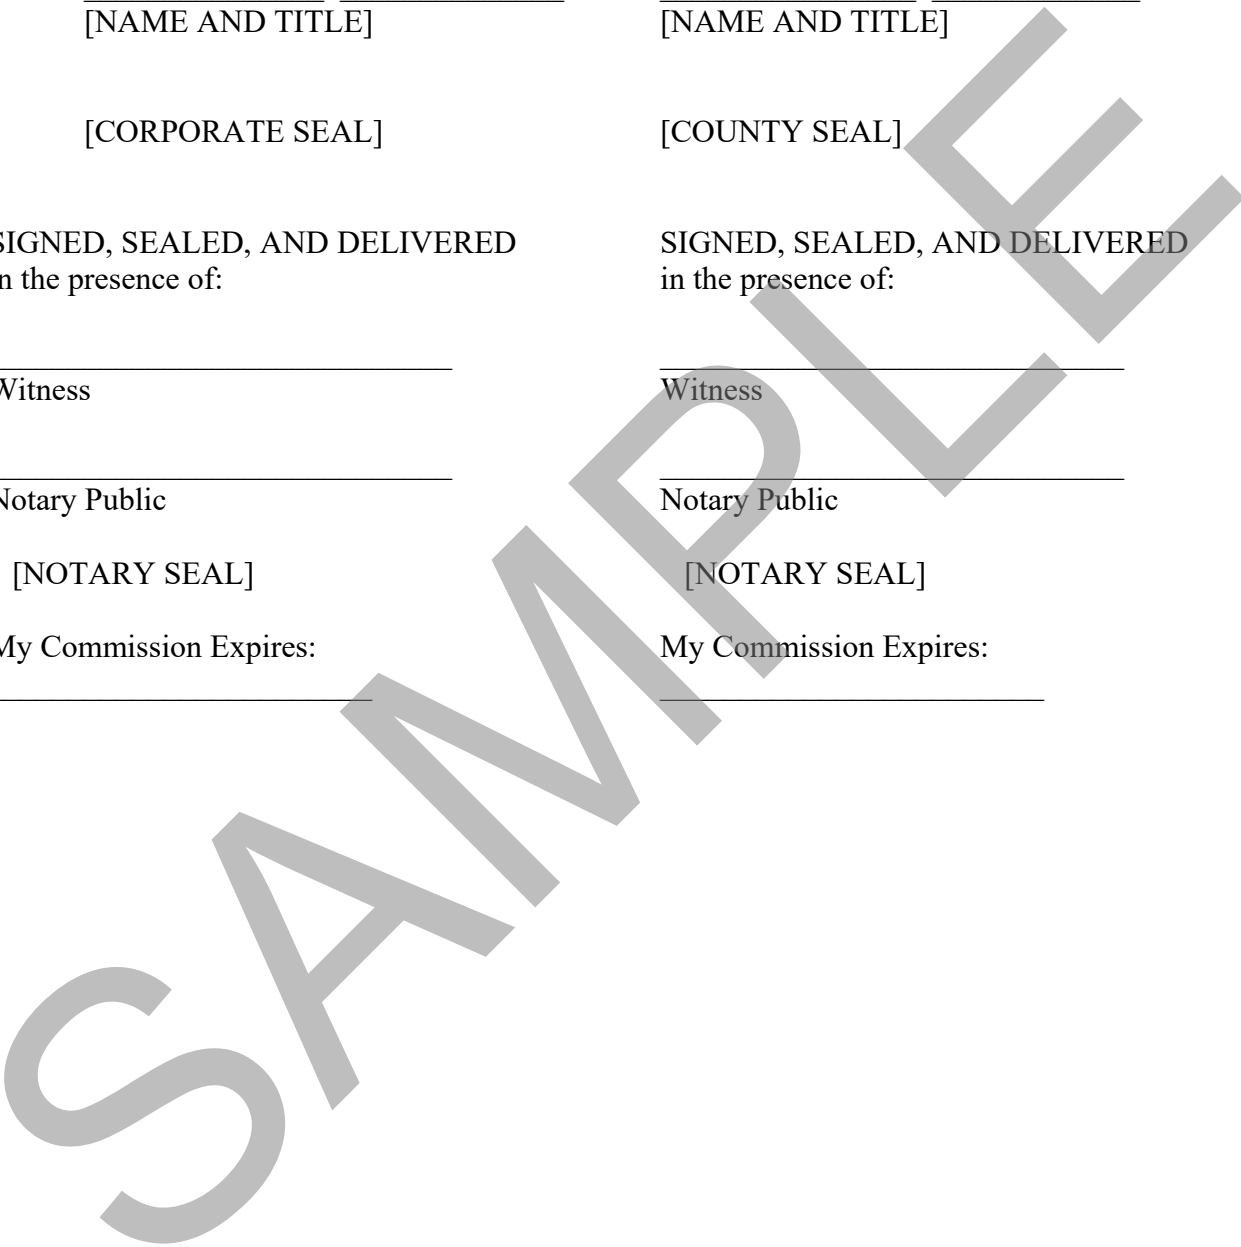 [NAME AND TITLE]
[CORPORATE SEAL]
SIGNED, SEALED, AND DELIVERED
in the presence of:
Witness
Notary Public
[NOTARY SEAL]
My Commission Expires:
[NAME AND TITLE]
[COUNTY SEAL]
SIGNED, SEALED, AND DELIVERED
in the presence of:
Witness
Notary Public
[NOTARY SEAL]
My Commission Expires:
SAMPLE